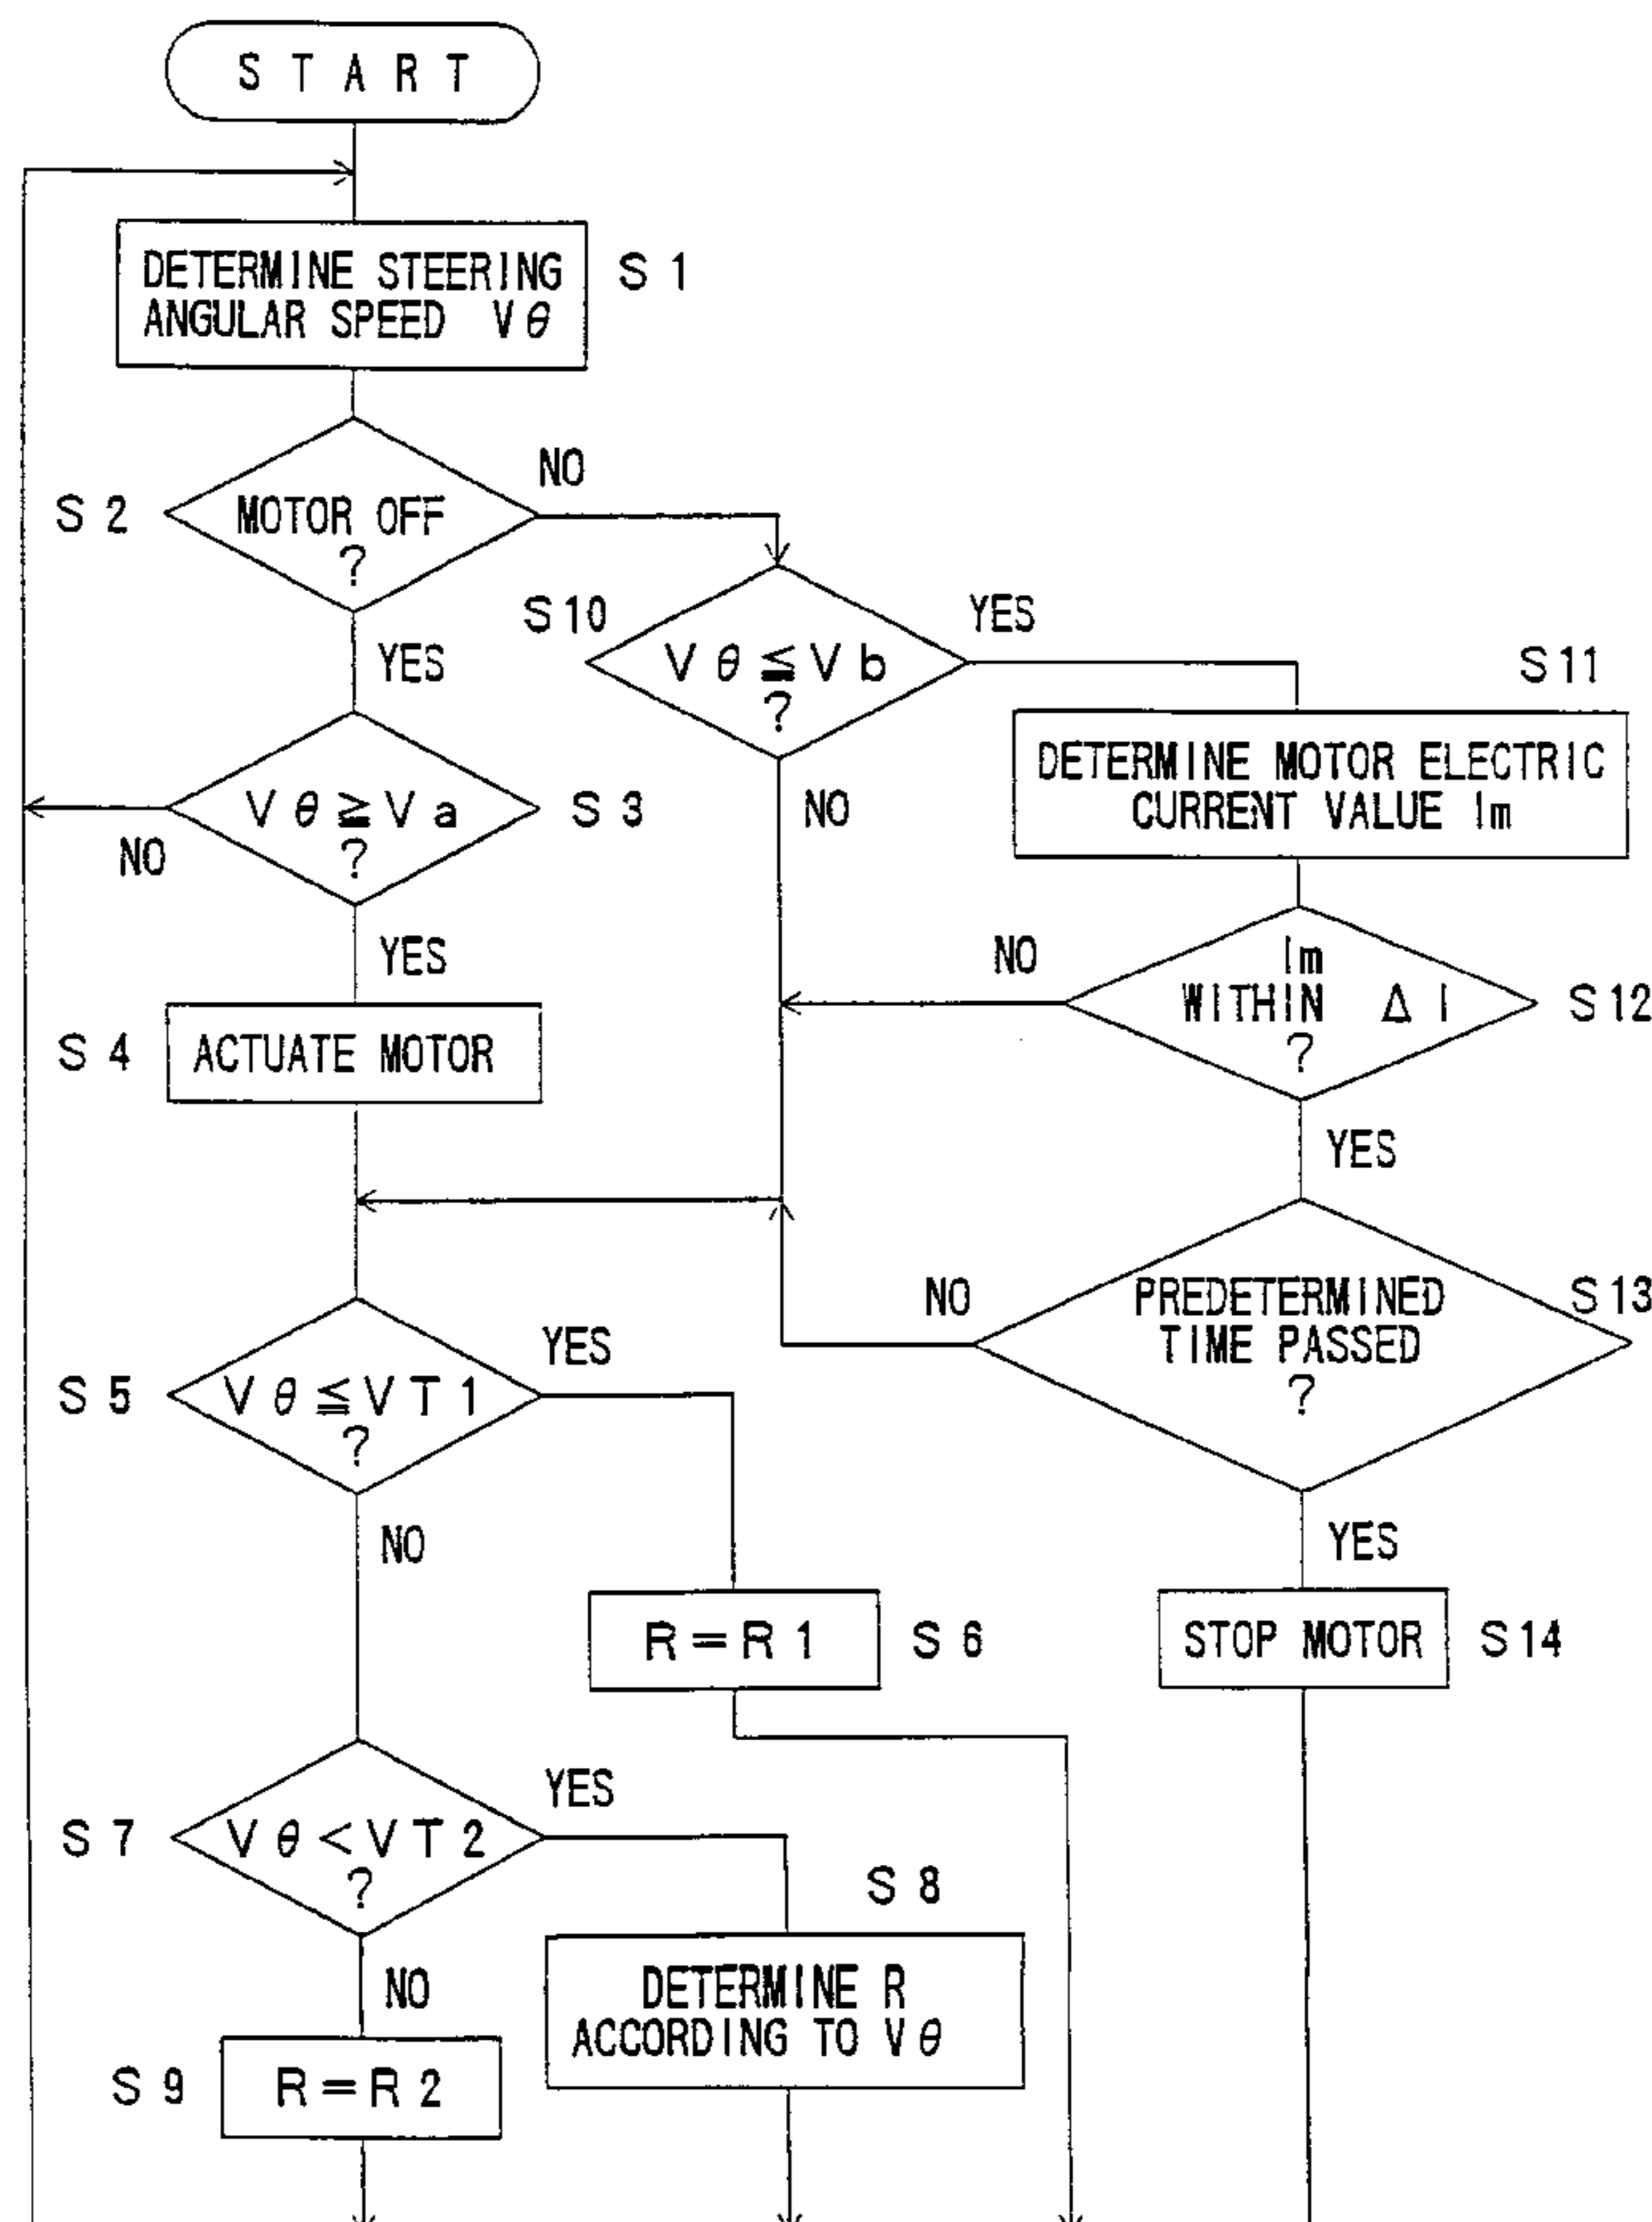 START
DETERMINE STEERING
ANGULAR SPEED Vθ
S1
S2
MOTOR OFF
?
NO
YES
S10
Vθ≦Vb
?
YES
NO
S11
DETERMINE MOTOR ELECTRIC
CURRENT VALUE Im
Vθ≧Va
?
S3
NO
YES
Im
WITHIN ΔI
?
S12
NO
YES
S4
ACTUATE MOTOR
PREDETERMINED
TIME PASSED
?
S13
NO
YES
S5
Vθ≦VT1
?
YES
NO
R=R1
S6
STOP MOTOR
S14
S7
Vθ<VT2
?
YES
NO
S8
DETERMINE R
ACCORDING TO Vθ
S9
R=R2